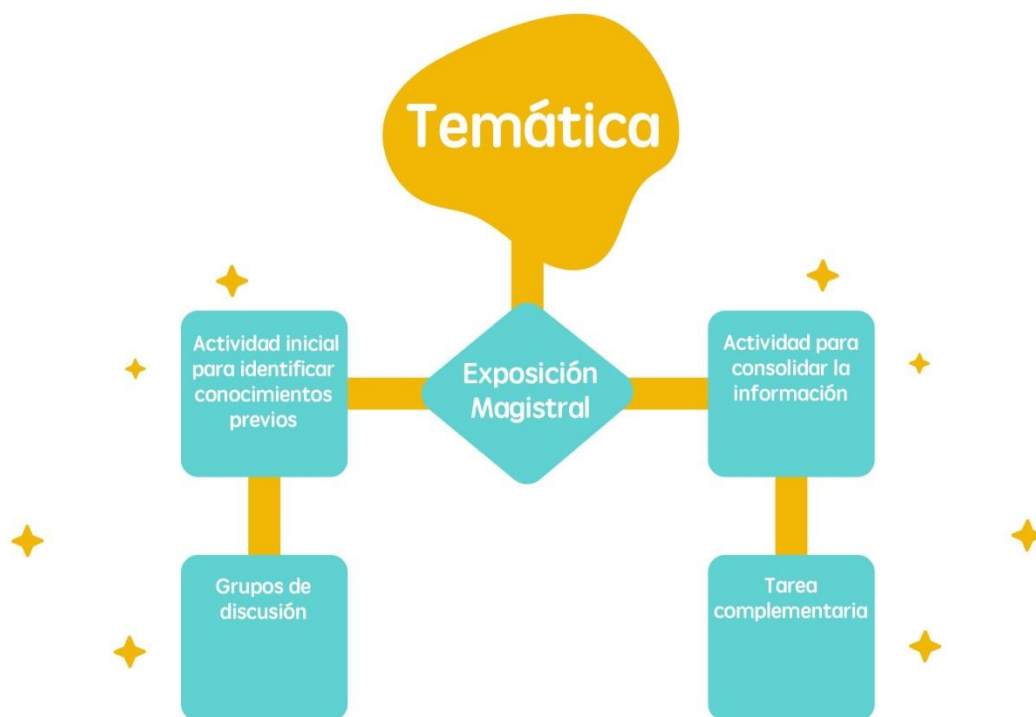 Temática
Actividad inicial
para identificar
conocimientos
previos
Exposición
Magistral
Actividad para
consolidar la
información
Grupos de
discusión
Tarea
complementaria